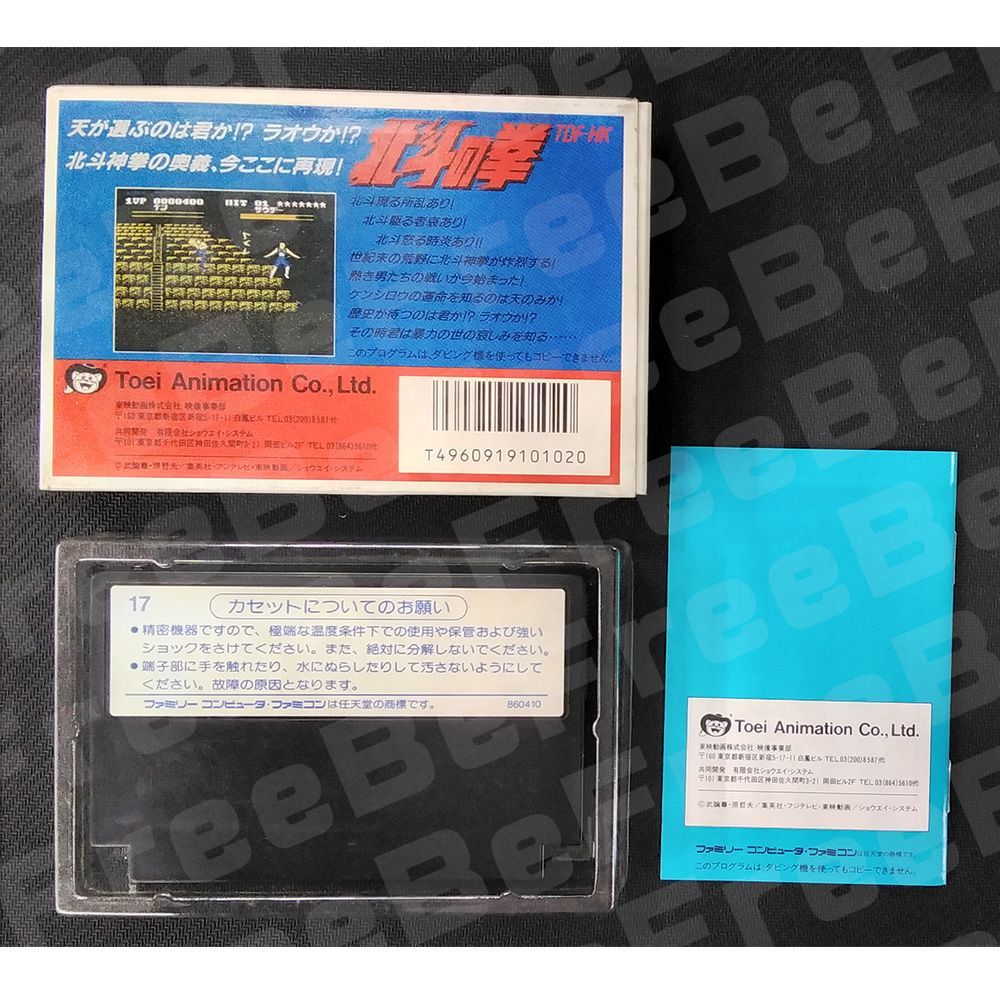 天が選ぶのは君か!? ラオウか!?
北斗神拳の奥義、今ここに再現!
北斗の拳
TDF-HK
1UP 0000400
ケン
HIT 01 ★★★★★★★
サウザー
北斗現る所乱あり!
北斗駆る者哀あり!
北斗怒る時炎あり!!
世紀末の荒野に北斗神拳が炸烈する!
熱き男たちの戦いが今始まった!
ケンシロウの運命を知るのは天のみか!
歴史が待つのは君か!? ラオウか!?
その時君は暴力の世の哀しみを知る……
このプログラムは、ダビング機を使ってもコピーできません。
Toei Animation Co., Ltd.
東映動画株式会社 映像事業部
〒160 東京都新宿区新宿5-17-11 白鳳ビル TEL.03(200)8587代
共同開発 有限会社ショウエイ・システム
〒101 東京都千代田区神田佐久間町3-21 岡田ビル2F TEL.03(864)5610代
©武論尊・原哲夫/集英社・フジテレビ・東映動画/ショウエイ・システム
T4960919101020
17
カセットについてのお願い
●精密機器ですので、極端な温度条件下での使用や保管および強い
ショックをさけてください。また、絶対に分解しないでください。
●端子部に手を触れたり、水にぬらしたりして汚さないようにして
ください。故障の原因となります。
ファミリーコンピュータ・ファミコンは任天堂の商標です。
860410
Toei Animation Co., Ltd.
東映動画株式会社 映像事業部
〒160 東京都新宿区新宿5-17-11 白鳳ビル TEL.03(200)8587代
共同開発 有限会社ショウエイ・システム
〒101 東京都千代田区神田佐久間町3-21 岡田ビル2F TEL.03(864)5610代
©武論尊・原哲夫/集英社・フジテレビ・東映動画/ショウエイ・システム
ファミリーコンピュータ・ファミコンは任天堂の商標です。
このプログラムは、ダビング機を使ってもコピーできません。
BeFree